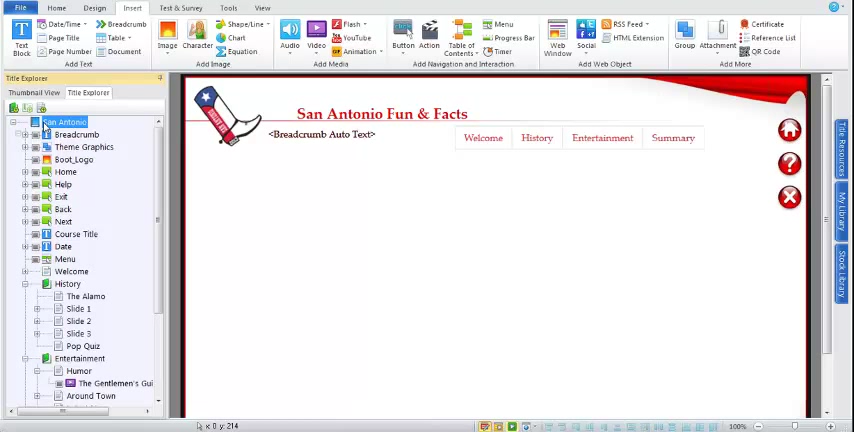 File Home Design Insert Test & Survey Tools View
Text Block
Page Title
Page Number
Breadcrumb
Table
Document
Add Text
Image
Character
Shape/Line
Chart
Equation
Add Image
Audio
Video
Flash
YouTube
Animation
Add Media
Button
Action
Table of Contents
Menu
Progress Bar
Timer
Add Navigation and Interaction
Web Window
Social
RSS Feed
HTML Extension
Add Web Object
Group
Attachment
Certificate
Reference List
QR Code
Add More
Title Explorer
Thumbnail View Title Explorer
San Antonio
Breadcrumb
Theme Graphics
Boot_Logo
Home
Help
Exit
Back
Next
Course Title
Date
Menu
Welcome
History
The Alamo
Slide 1
Slide 2
Slide 3
Pop Quiz
Entertainment
Humor
The Gentlemen's Gui
Around Town
San Antonio Fun & Facts
<Breadcrumb Auto Text>
Welcome History Entertainment Summary
?
Title Resources
My Library
Stock Library
x: 0 y: 214
100%